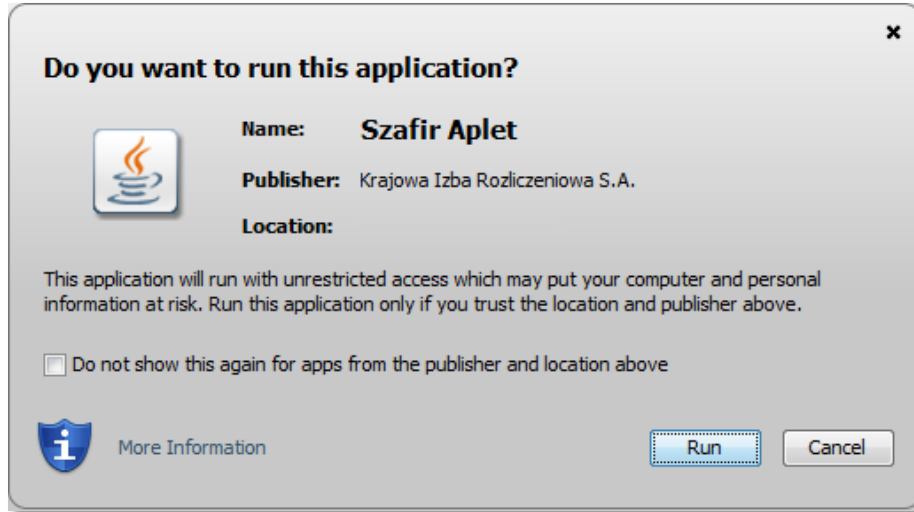 Do you want to run this application?
Name: Szafir Aplet
Publisher: Krajowa Izba Rozliczeniowa S.A.
Location:
This application will run with unrestricted access which may put your computer and personal
information at risk. Run this application only if you trust the location and publisher above.
Do not show this again for apps from the publisher and location above
More Information
Run Cancel